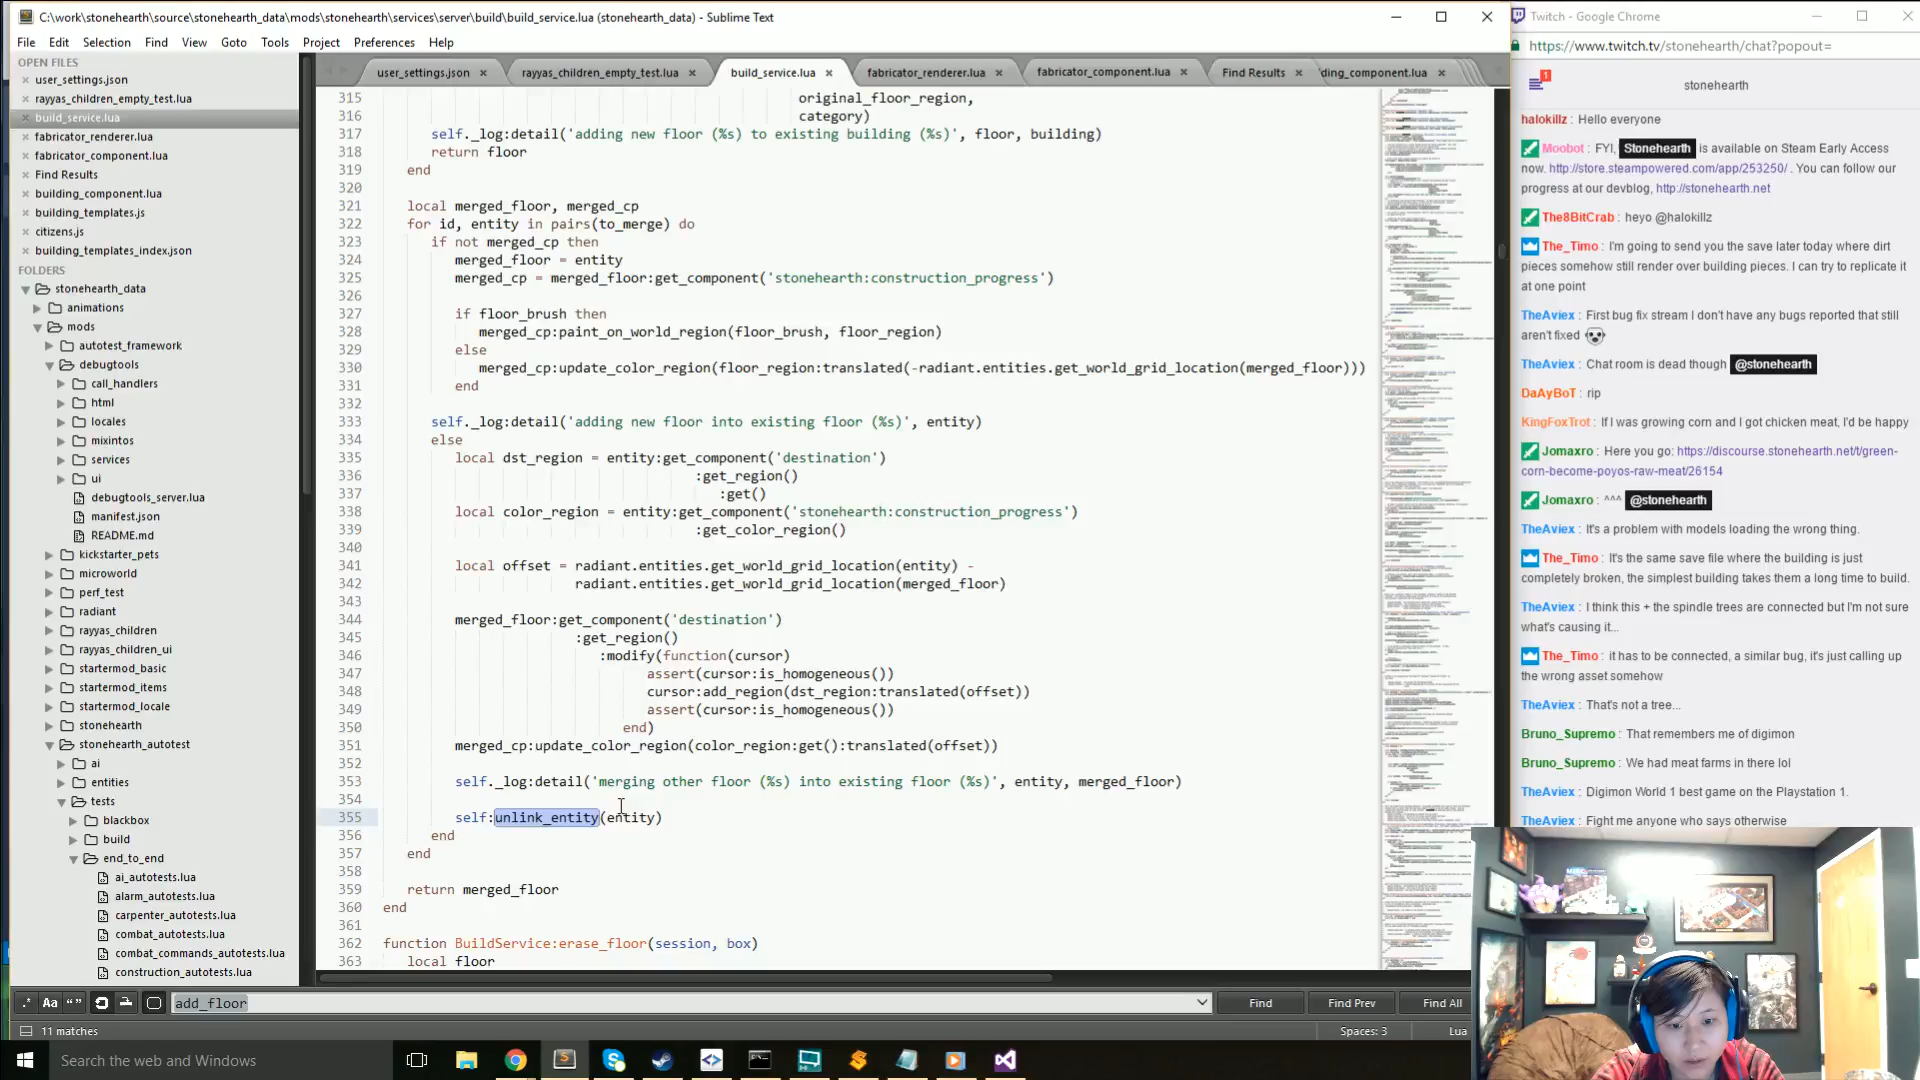 C:\work\stonehearth\source\stonehearth_data\mods\stonehearth\services\server\build\build_service.lua (stonehearth_data) - Sublime Text
File Edit Selection Find View Goto Tools Project Preferences Help
OPEN FILES
user_settings.json
rayyas_children_empty_test.lua
build_service.lua
fabricator_renderer.lua
fabricator_component.lua
Find Results
building_component.lua
building_templates.js
citizens.js
building_templates_index.json
FOLDERS
stonehearth_data
animations
mods
autotest_framework
debugtools
call_handlers
html
locales
mixintos
services
ui
debugtools_server.lua
manifest.json
README.md
kickstarter_pets
microworld
perf_test
radiant
rayyas_children
rayyas_children_ui
startermod_basic
startermod_items
startermod_locale
stonehearth
stonehearth_autotest
ai
entities
tests
blackbox
build
end_to_end
ai_autotests.lua
alarm_autotests.lua
carpenter_autotests.lua
combat_autotests.lua
combat_commands_autotests.lua
construction_autotests.lua
user_settings.json rayyas_children_empty_test.lua build_service.lua fabricator_renderer.lua fabricator_component.lua Find Results ding_component.lua
315 original_floor_region,
316 category)
317 self._log:detail('adding new floor (%s) to existing building (%s)', floor, building)
318 return floor
319 end
320
321 local merged_floor, merged_cp
322 for id, entity in pairs(to_merge) do
323 if not merged_cp then
324 merged_floor = entity
325 merged_cp = merged_floor:get_component('stonehearth:construction_progress')
326
327 if floor_brush then
328 merged_cp:paint_on_world_region(floor_brush, floor_region)
329 else
330 merged_cp:update_color_region(floor_region:translated(-radiant.entities.get_world_grid_location(merged_floor)))
331 end
332
333 self._log:detail('adding new floor into existing floor (%s)', entity)
334 else
335 local dst_region = entity:get_component('destination')
336 :get_region()
337 :get()
338 local color_region = entity:get_component('stonehearth:construction_progress')
339 :get_color_region()
340
341 local offset = radiant.entities.get_world_grid_location(entity) -
342 radiant.entities.get_world_grid_location(merged_floor)
343
344 merged_floor:get_component('destination')
345 :get_region()
346 :modify(function(cursor)
347 assert(cursor:is_homogeneous())
348 cursor:add_region(dst_region:translated(offset))
349 assert(cursor:is_homogeneous())
350 end)
351 merged_cp:update_color_region(color_region:get():translated(offset))
352
353 self._log:detail('merging other floor (%s) into existing floor (%s)', entity, merged_floor)
354
355 self:unlink_entity(entity)
356 end
357 end
358
359 return merged_floor
360 end
361
362 function BuildService:erase_floor(session, box)
363 local floor
.* Aa “ ” add_floor Find Find Prev Find All
11 matches Spaces: 3 Lua
Search the web and Windows
Twitch - Google Chrome
https://www.twitch.tv/stonehearth/chat?popout=
1
stonehearth
halokillz : Hello everyone
Moobot : FYI, Stonehearth is available on Steam Early Access
now. http://store.steampowered.com/app/253250/ . You can follow our
progress at our devblog, http://stonehearth.net
The8BitCrab : heyo @halokillz
The_Timo : I'm going to send you the save later today where dirt
pieces somehow still render over building pieces. I can try to replicate it
at one point
TheAviex : First bug fix stream I don't have any bugs reported that still
aren't fixed
TheAviex : Chat room is dead though @stonehearth
DaAyBoT : rip
KingFoxTrot : If I was growing corn and I got chicken meat, I'd be happy
Jomaxro : Here you go: https://discourse.stonehearth.net/t/green-
corn-become-poyos-raw-meat/26154
Jomaxro : ^^^ @stonehearth
TheAviex : It's a problem with models loading the wrong thing.
The_Timo : It's the same save file where the building is just
completely broken, the simplest building takes them a long time to build.
TheAviex : I think this + the spindle trees are connected but I'm not sure
what's causing it...
The_Timo : it has to be connected, a similar bug, it's just calling up
the wrong asset somehow
TheAviex : That's not a tree...
Bruno_Supremo : That remembers me of digimon
Bruno_Supremo : We had meat farms in there lol
TheAviex : Digimon World 1 best game on the Playstation 1.
TheAviex : Fight me anyone who says otherwise